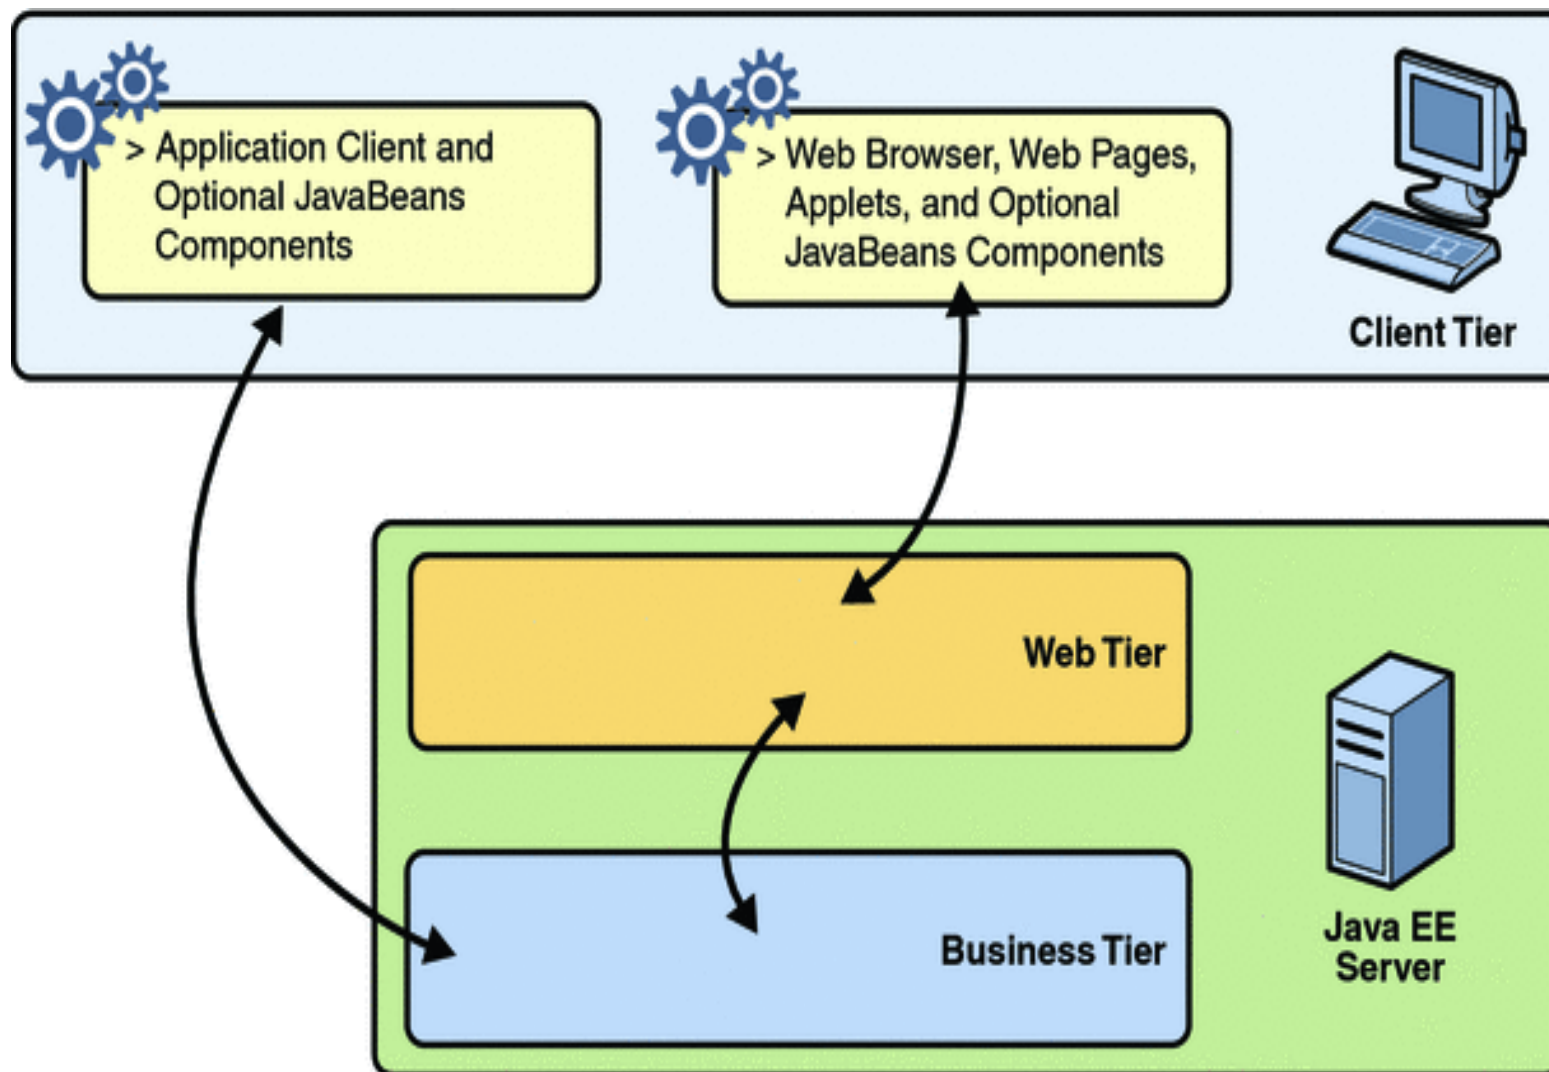 > Application Client and
Optional JavaBeans
Components
> Web Browser, Web Pages,
Applets, and Optional
JavaBeans Components
Client Tier
Web Tier
Business Tier
Java EE
Server